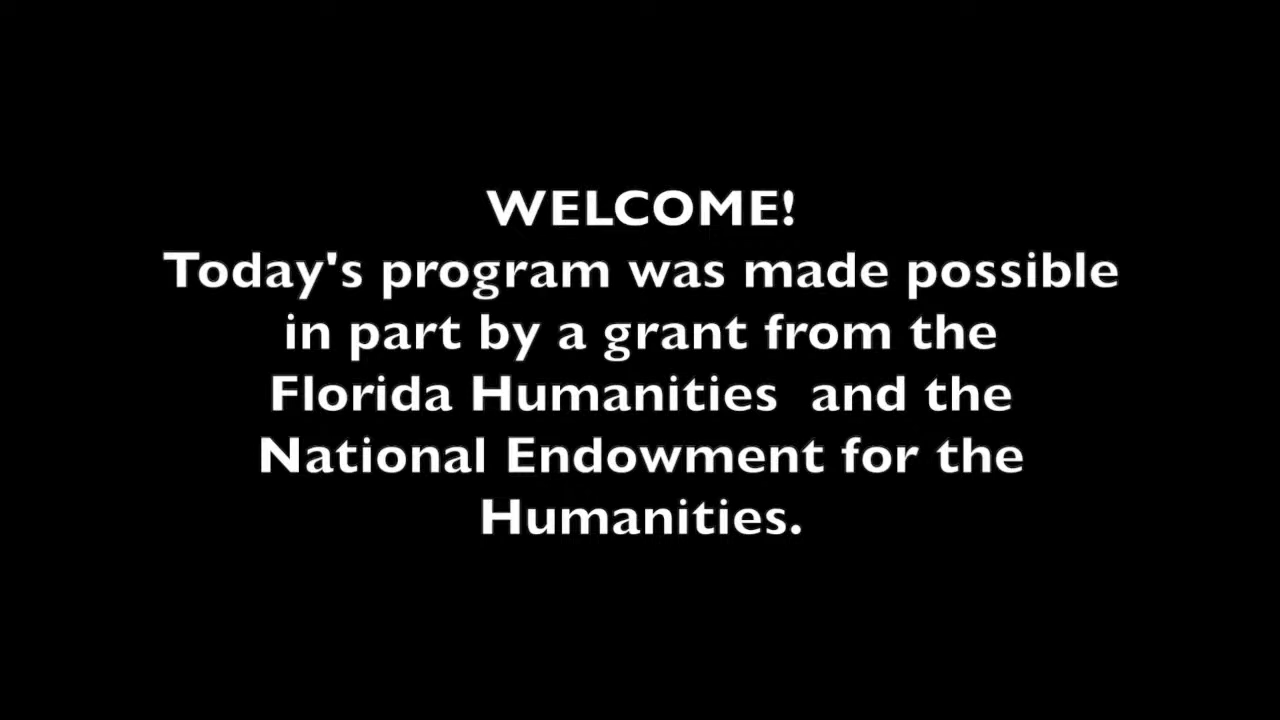 WELCOME!
Today's program was made possible
in part by a grant from the
Florida Humanities  and the
National Endowment for the
Humanities.